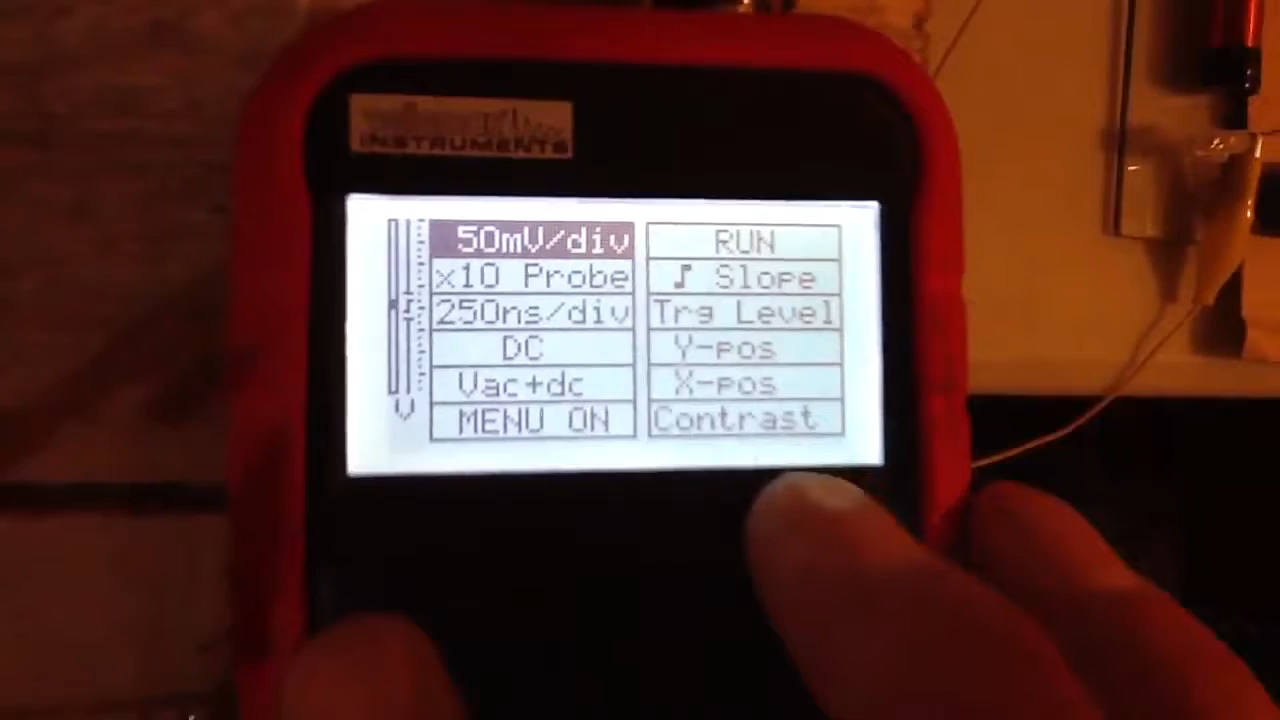 INSTRUMENTS
50mV/div
x10 Probe
250ns/div
DC
Vac+dc
MENU ON
RUN
Slope
Trg Level
Y-pos
X-pos
Contrast